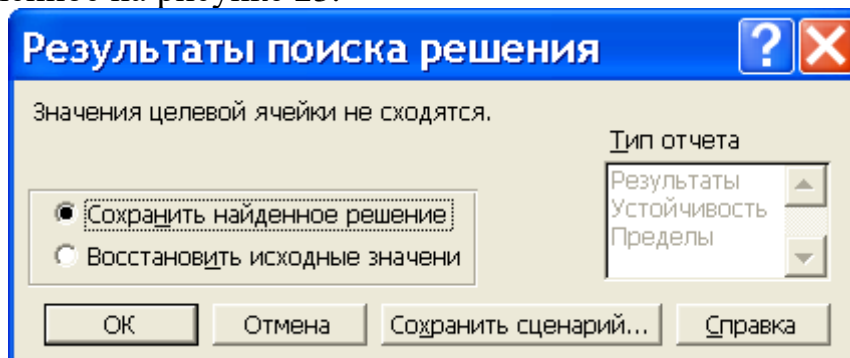 Результаты поиска решения
Значения целевой ячейки не сходятся.
Тип отчета
Результаты
Устойчивость
Пределы
Сохранить найденное решение
Восстановить исходные значени
ОК
Отмена
Сохранить сценарий...
Справка